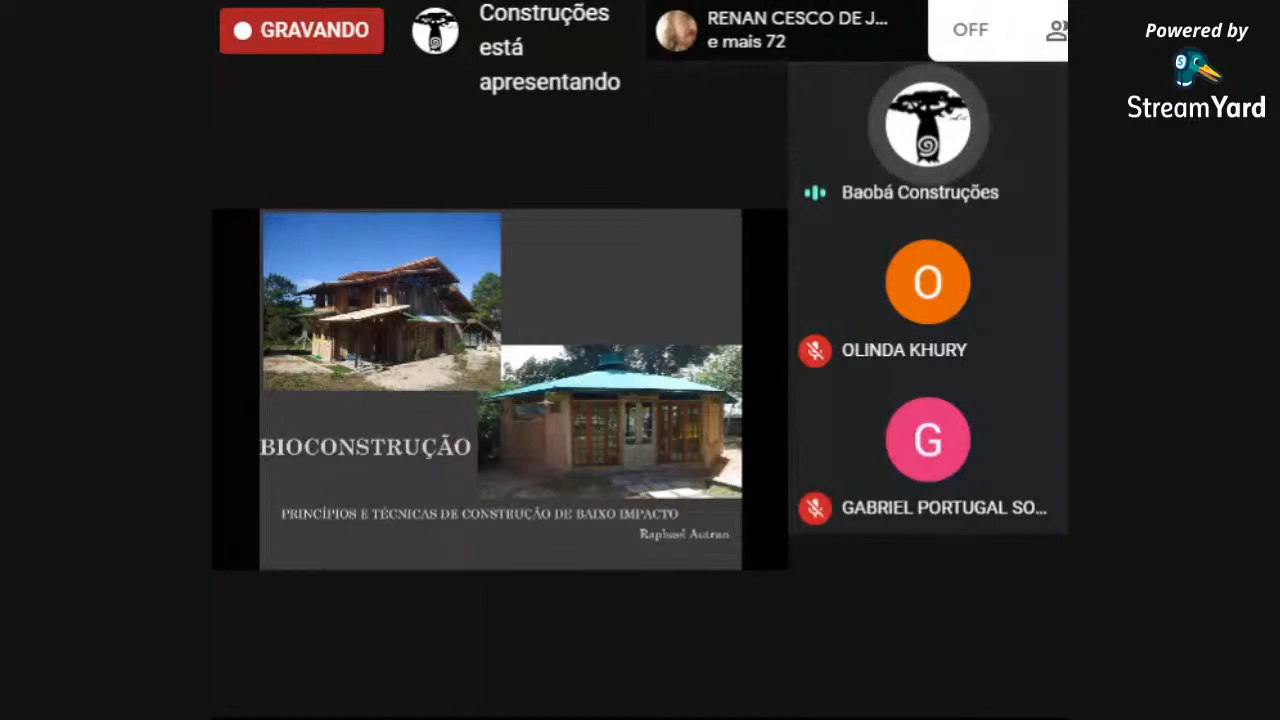 GRAVANDO
Construções
está
apresentando
RENAN CESCO DE J...
e mais 72
OFF
Powered by
StreamYard
Baobá Construções
O
OLINDA KHURY
G
GABRIEL PORTUGAL SO...
BIOCONSTRUÇÃO
PRINCÍPIOS E TÉCNICAS DE CONSTRUÇÃO DE BAIXO IMPACTO
Raphael Autran